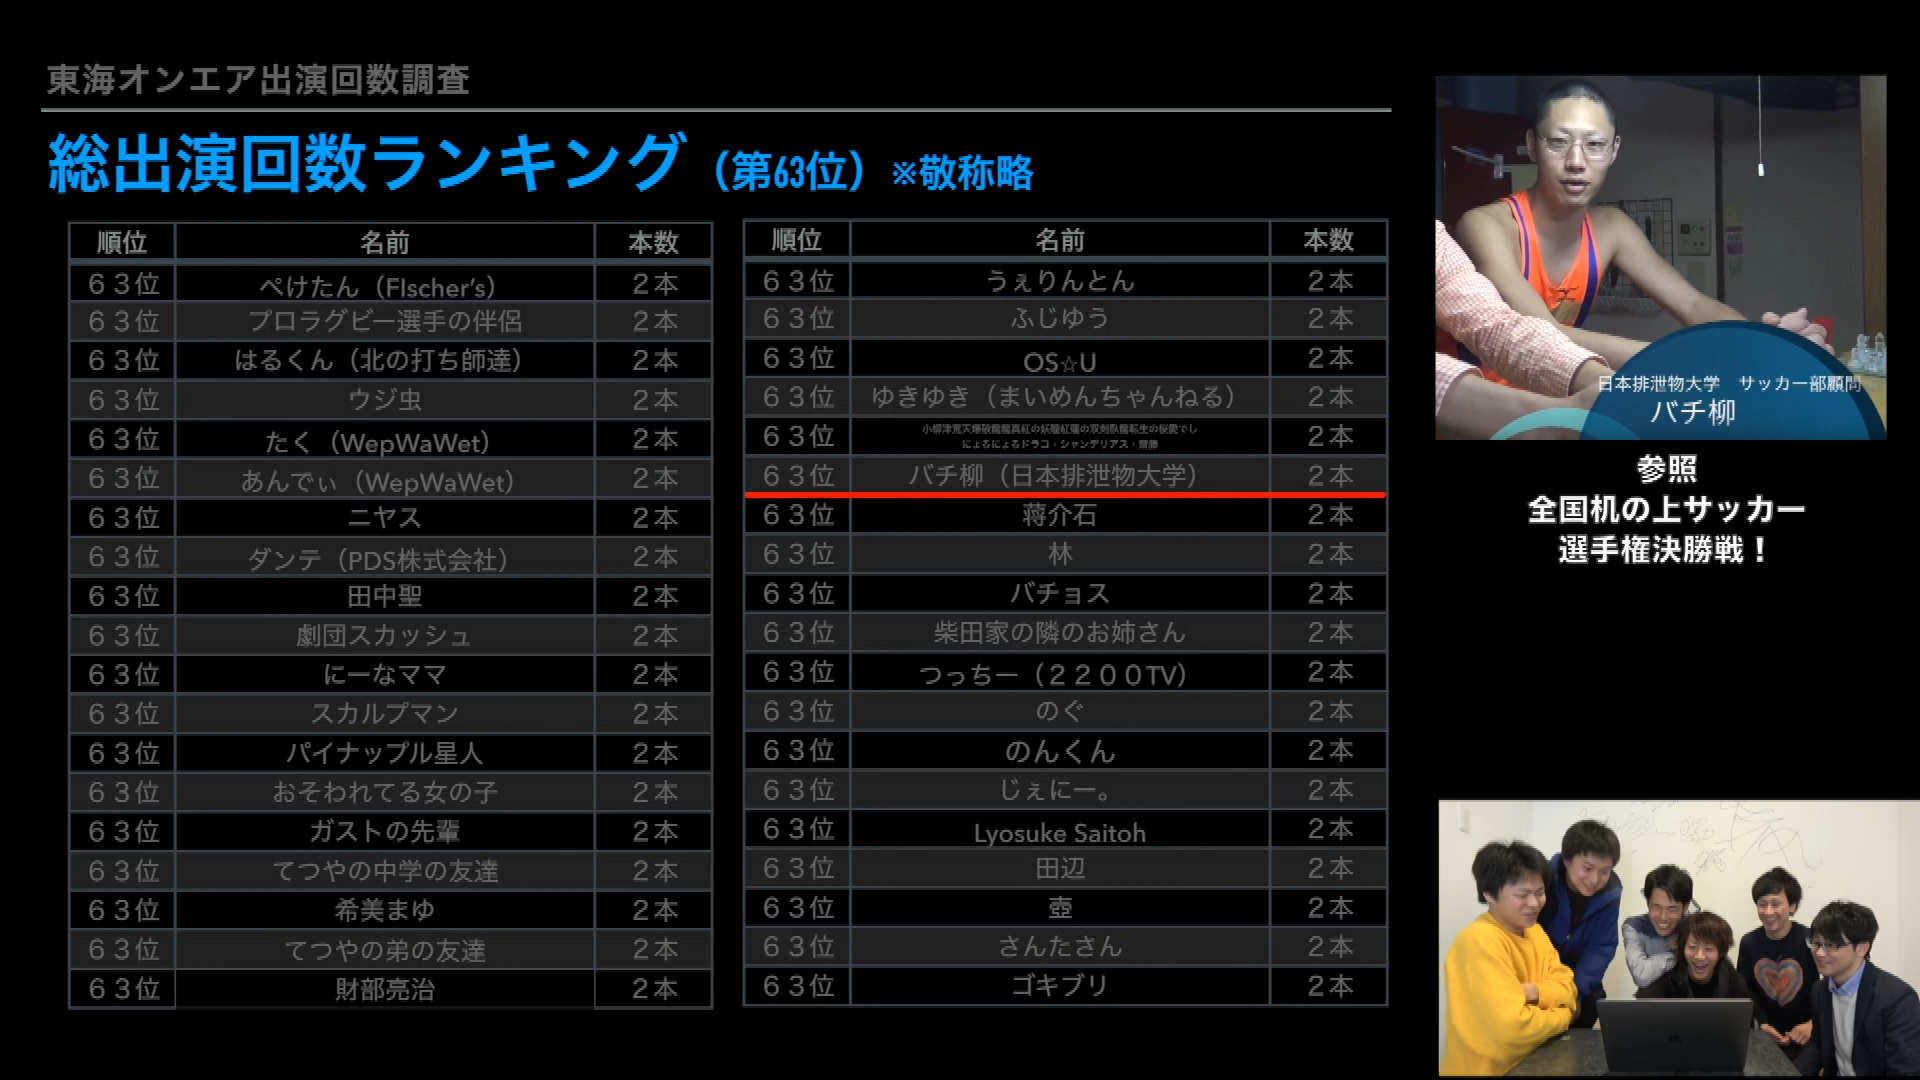 東海オンエア出演回数調査
総出演回数ランキング（第63位）※敬称略
順位 名前 本数
６３位 ぺけたん（FIscher’s） ２本
６３位 プロラグビー選手の伴侶 ２本
６３位 はるくん（北の打ち師達） ２本
６３位 ウジ虫 ２本
６３位 たく（WepWaWet） ２本
６３位 あんでぃ（WepWaWet） ２本
６３位 ニヤス ２本
６３位 ダンテ（PDS株式会社） ２本
６３位 田中聖 ２本
６３位 劇団スカッシュ ２本
６３位 にーなママ ２本
６３位 スカルプマン ２本
６３位 パイナップル星人 ２本
６３位 おそわれてる女の子 ２本
６３位 ガストの先輩 ２本
６３位 てつやの中学の友達 ２本
６３位 希美まゆ ２本
６３位 てつやの弟の友達 ２本
６３位 財部亮治 ２本
順位 名前 本数
６３位 うぇりんとん ２本
６３位 ふじゆう ２本
６３位 OS☆U ２本
６３位 ゆきゆき（まいめんちゃんねる） ２本
６３位 ２本
にょるにょるドラコ・シャンデリアス・齋藤
６３位 バチ柳（日本排泄物大学） ２本
６３位 蒋介石 ２本
６３位 林 ２本
６３位 バチョス ２本
６３位 柴田家の隣のお姉さん ２本
６３位 つっちー（２２００TV） ２本
６３位 のぐ ２本
６３位 のんくん ２本
６３位 じぇにー。 ２本
６３位 Lyosuke Saitoh ２本
６３位 田辺 ２本
６３位 壺 ２本
６３位 さんたさん ２本
６３位 ゴキブリ ２本
日本排泄物大学　サッカー部顧問
バチ柳
参照
全国机の上サッカー
選手権決勝戦！